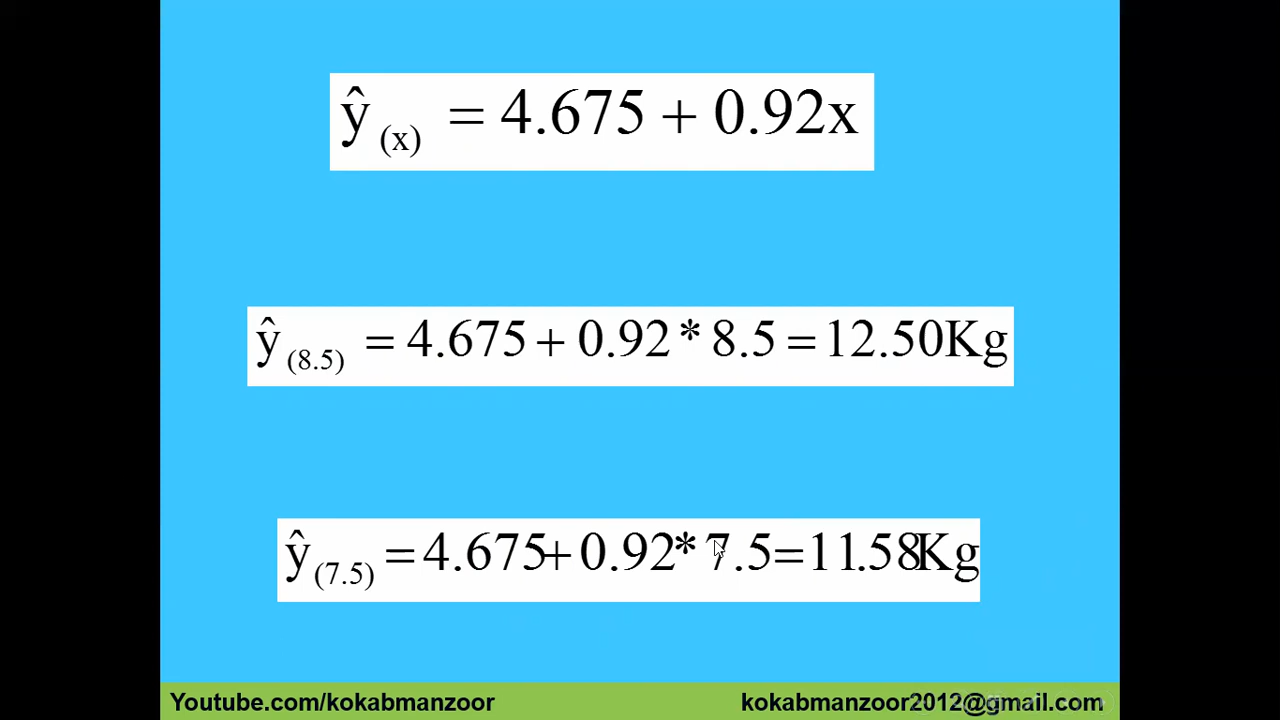 ŷ(x) = 4.675 + 0.92x
ŷ(8.5) = 4.675 + 0.92 * 8.5 = 12.50Kg
ŷ(7.5) = 4.675+ 0.92* 7.5=11.58Kg
Youtube.com/kokabmanzoor kokabmanzoor2012@gmail.com